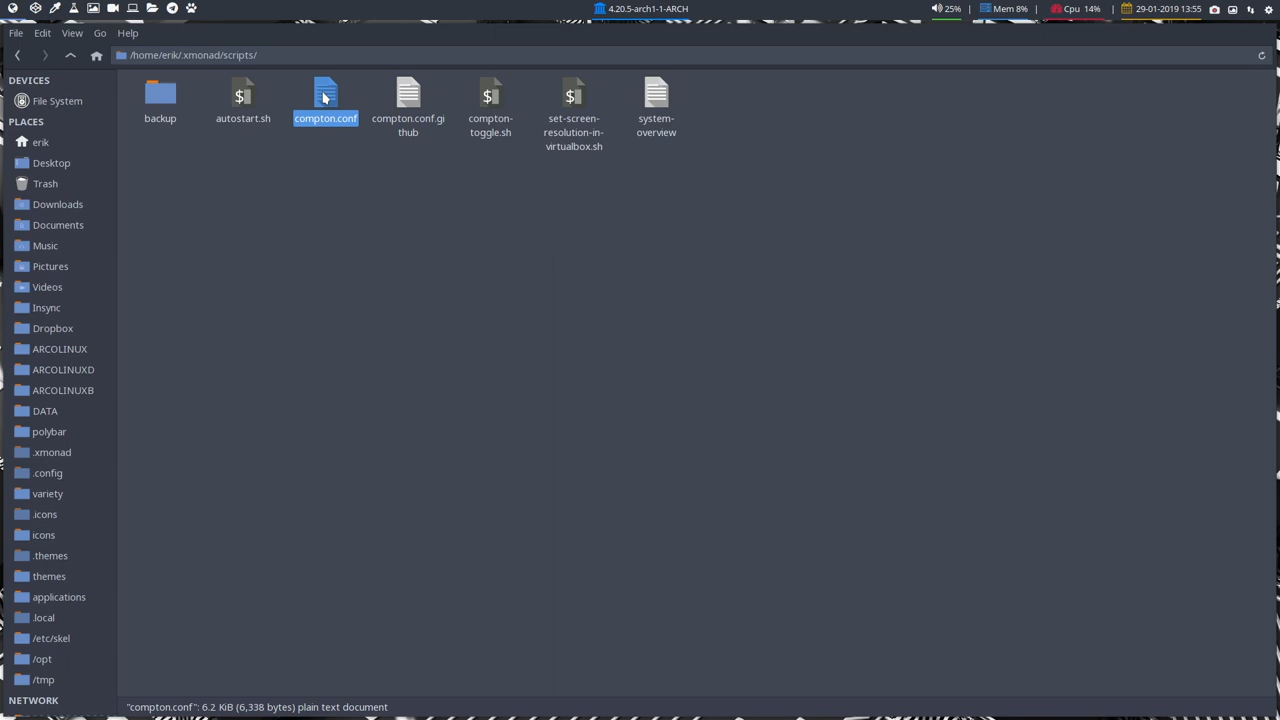 4.20.5-arch1-1-ARCH
25% | Mem 8% | Cpu 14% | 29-01-2019 13:55
File Edit View Go Help
/home/erik/.xmonad/scripts/
DEVICES
File System
PLACES
erik
Desktop
Trash
Downloads
Documents
Music
Pictures
Videos
Insync
Dropbox
ARCOLINUX
ARCOLINUXD
ARCOLINUXB
DATA
polybar
.xmonad
.config
variety
.icons
icons
.themes
themes
applications
.local
/etc/skel
/opt
/tmp
NETWORK
backup
autostart.sh
compton.conf
compton.conf.gi
thub
compton-
toggle.sh
set-screen-
resolution-in-
virtualbox.sh
system-
overview
"compton.conf": 6.2 KiB (6,338 bytes) plain text document